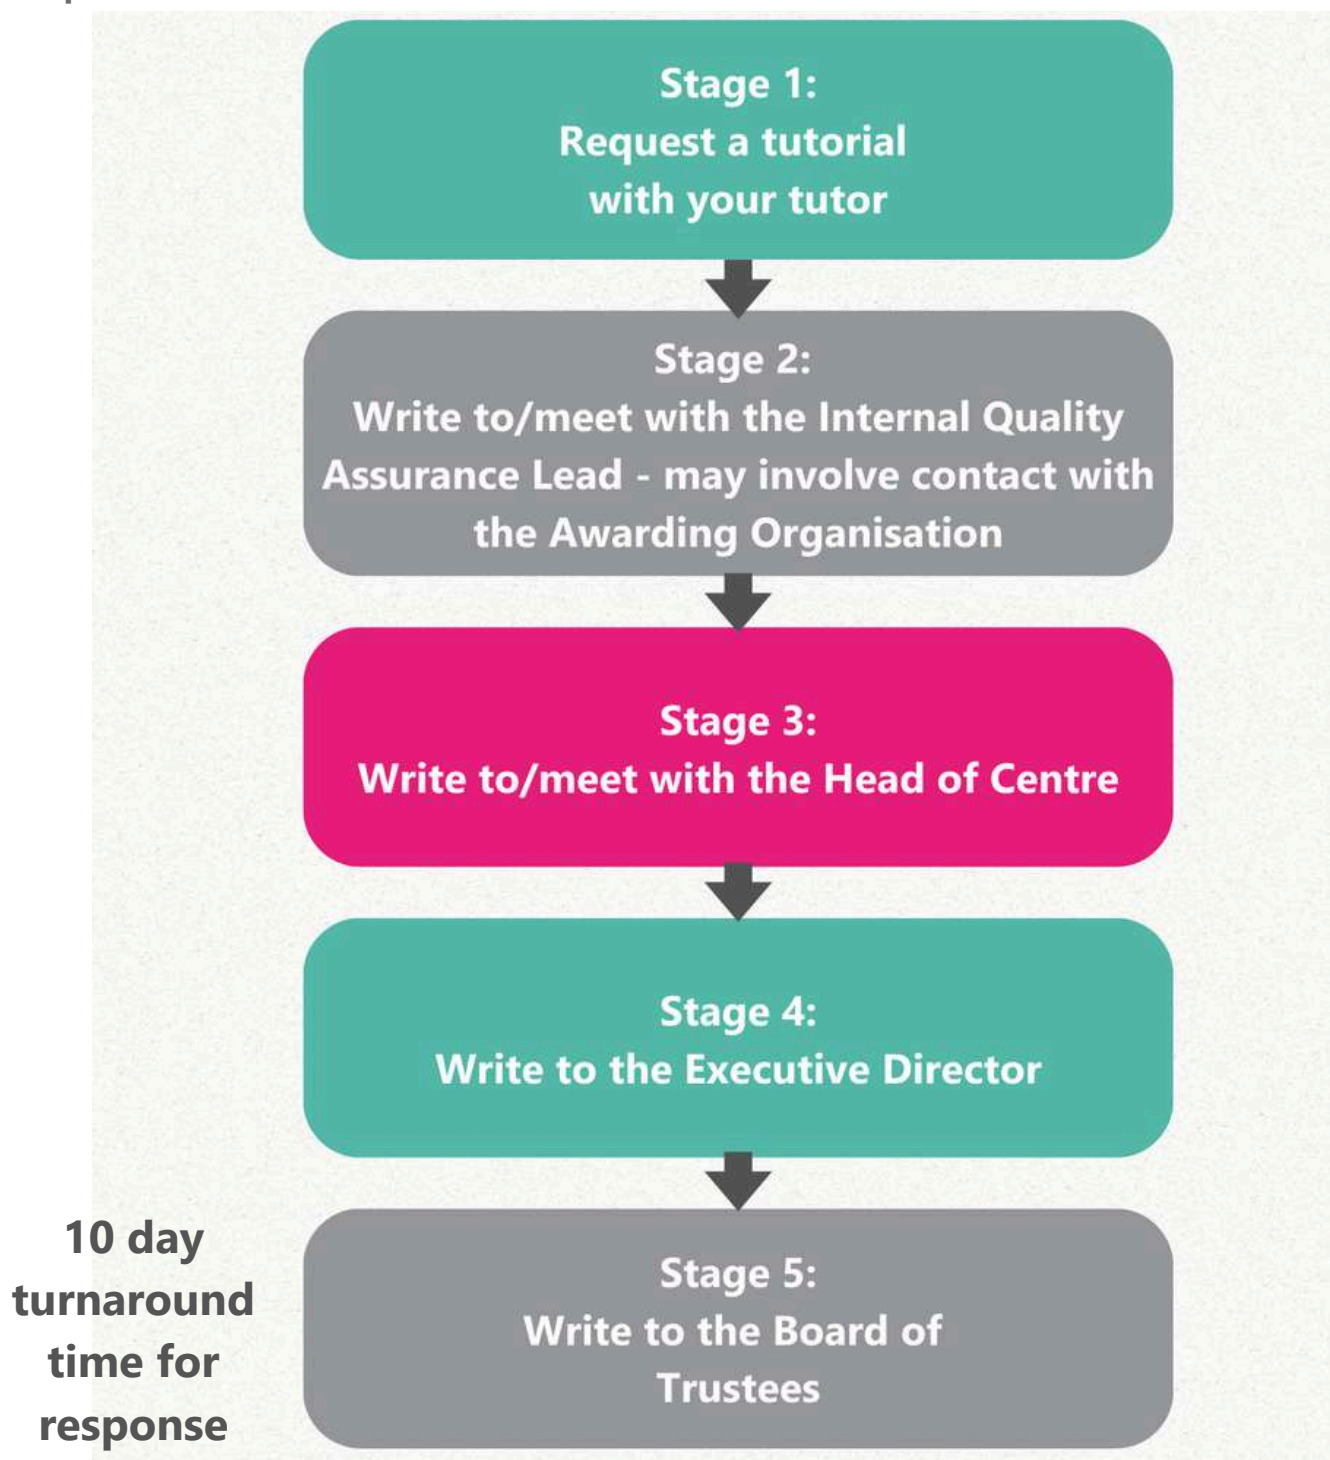 Stage 1:
Request a tutorial
with your tutor
Stage 2:
Write to/meet with the Internal Quality
Assurance Lead - may involve contact with
the Awarding Organisation
Stage 3:
Write to/meet with the Head of Centre
Stage 4:
Write to the Executive Director
10 day
turnaround
time for
response
Stage 5:
Write to the Board of
Trustees